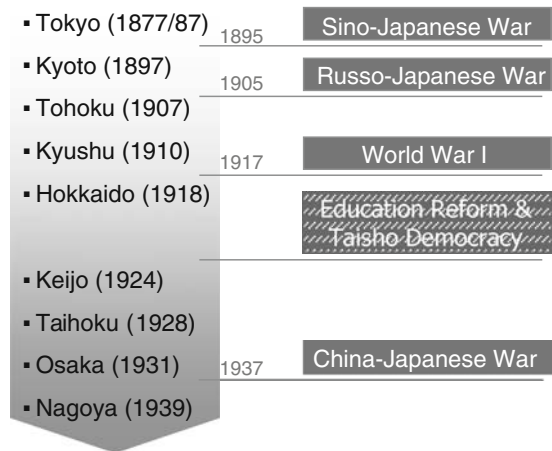 ▪ Tokyo (1877/87)
1895
Sino-Japanese War
▪ Kyoto (1897)
1905
Russo-Japanese War
▪ Tohoku (1907)
▪ Kyushu (1910)
1917
World War I
▪ Hokkaido (1918)
Education Reform &
Taisho Democracy
▪ Keijo (1924)
▪ Taihoku (1928)
▪ Osaka (1931)
1937
China-Japanese War
▪ Nagoya (1939)